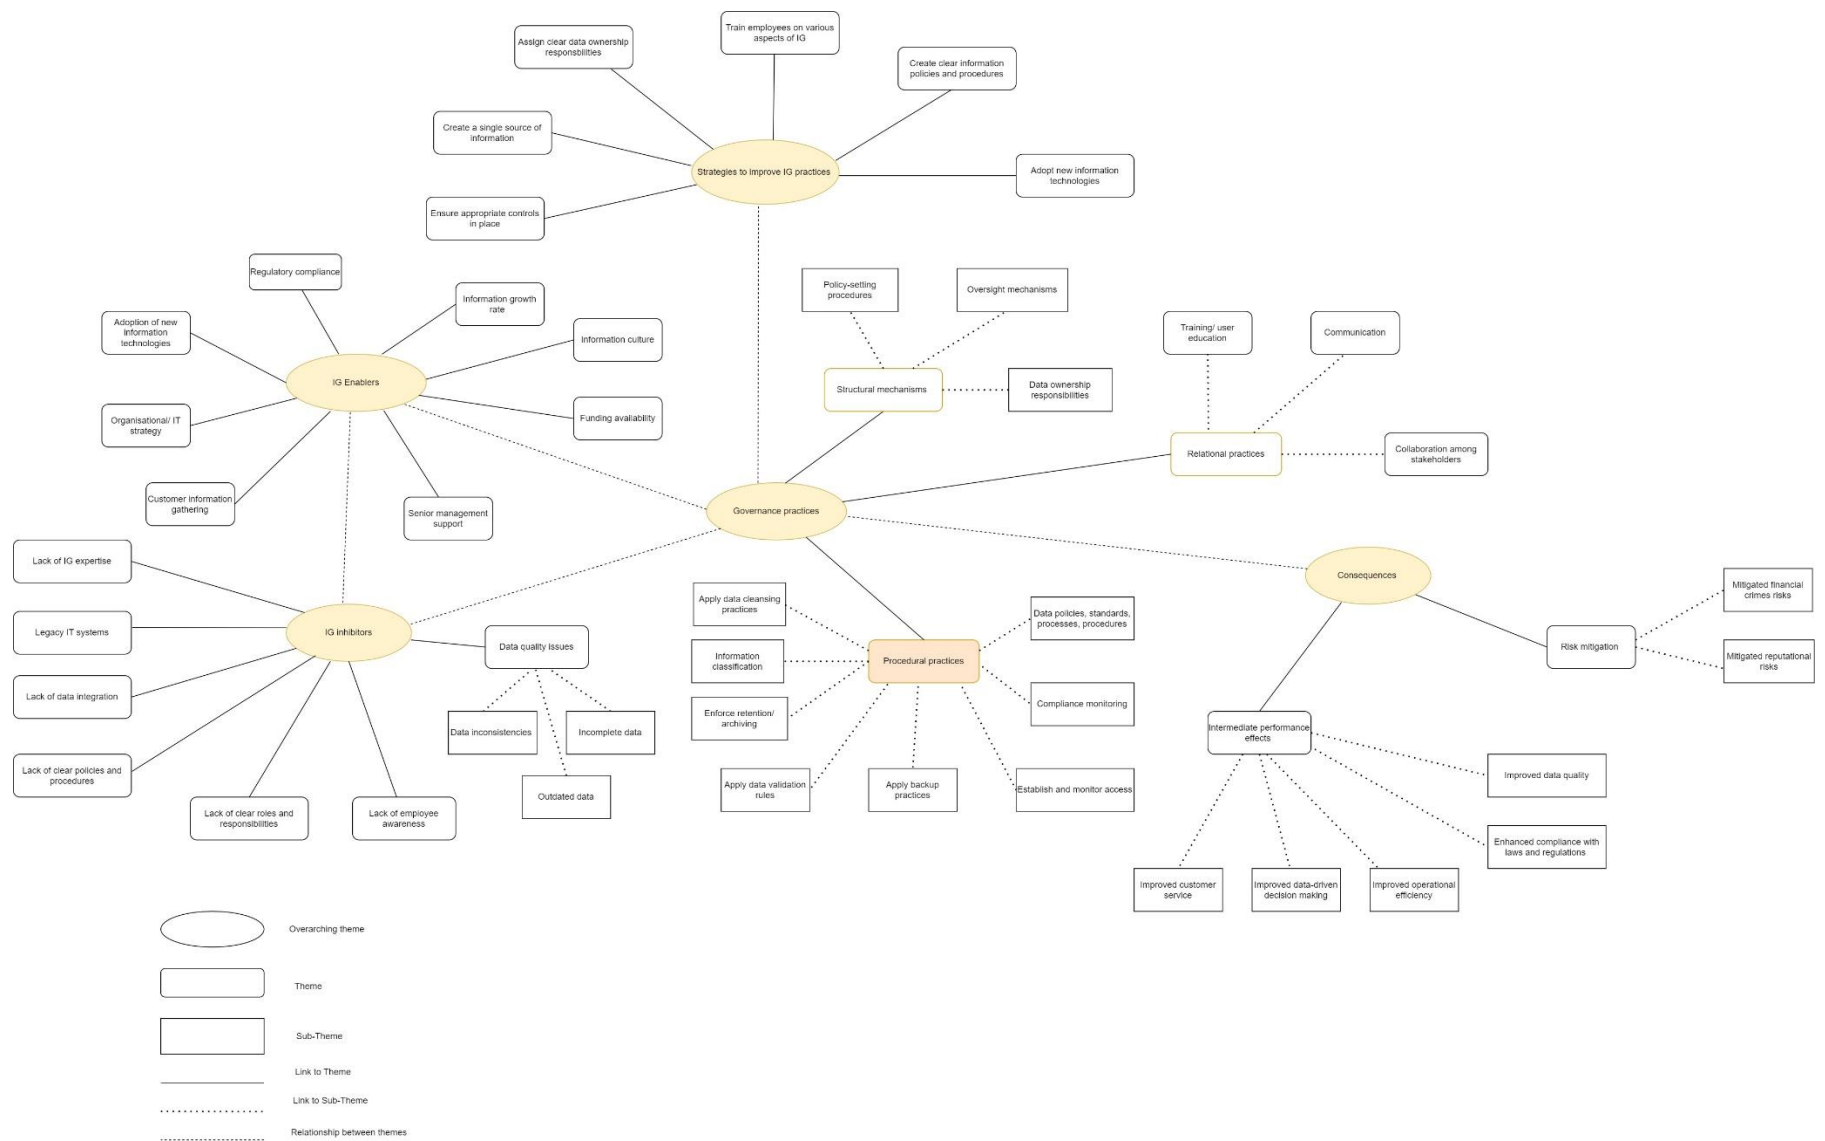 Train employees on various
aspects of IG
Assign clear data ownership
responsbilities
Create clear information
policies and procedures
Create a single source of
information
Strategies to improve IG practices
Adopt new information
technologies
Ensure appropriate controls
in place
Regulatory compliance
Information growth
rate
Adoption of new
information
technologies
Information culture
IG Enablers
Organisational/ IT
strategy
Funding availability
Customer information
gathering
Senior management
support
Policy-setting
procedures
Oversight mechanisms
Structural mechanisms
Data ownership
responsibilities
Training/ user
education
Communication
Relational practices
Collaboration among
stakeholders
Governance practices
Lack of IG expertise
Legacy IT systems
IG inhibitors
Data quality issues
Lack of data integration
Data inconsistencies
Incomplete data
Outdated data
Lack of clear policies and
procedures
Lack of clear roles and
responsibilities
Lack of employee
awareness
Apply data cleansing
practices
Data policies, standards,
processes, procedures
Information
classification
Procedural practices
Enforce retention/
archiving
Compliance monitoring
Apply data validation
rules
Apply backup
practices
Establish and monitor access
Consequences
Mitigated financial
crimes risks
Risk mitigation
Mitigated reputational
risks
Intermediate performance
effects
Improved data quality
Enhanced compliance with
laws and regulations
Improved customer
service
Improved data-driven
decision making
Improved operational
efficiency
Overarching theme
Theme
Sub-Theme
Link to Theme
Link to Sub-Theme
Relationship between themes